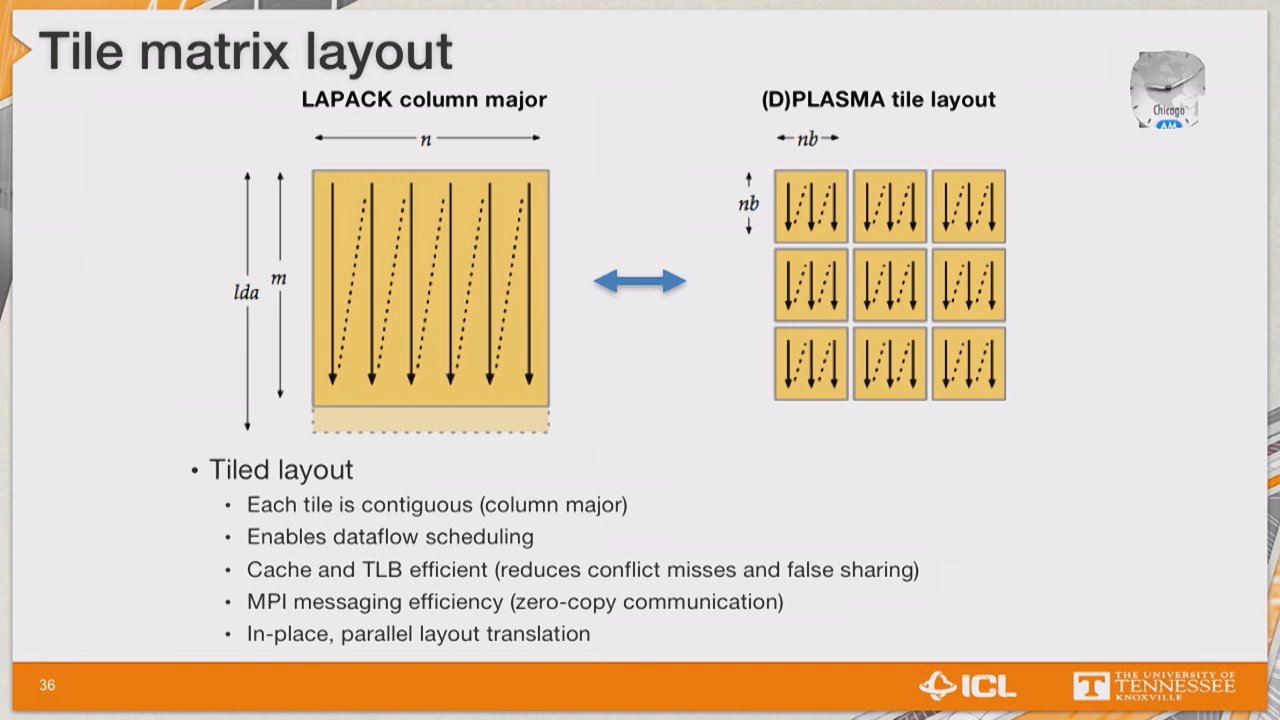 Tile matrix layout
LAPACK column major
(D)PLASMA tile layout
Chicago
AM
n
nb
nb
m
lda
• Tiled layout
• Each tile is contiguous (column major)
• Enables dataflow scheduling
• Cache and TLB efficient (reduces conflict misses and false sharing)
• MPI messaging efficiency (zero-copy communication)
• In-place, parallel layout translation
36
ICL
T
THE UNIVERSITY OF
TENNESSEE
KNOXVILLE